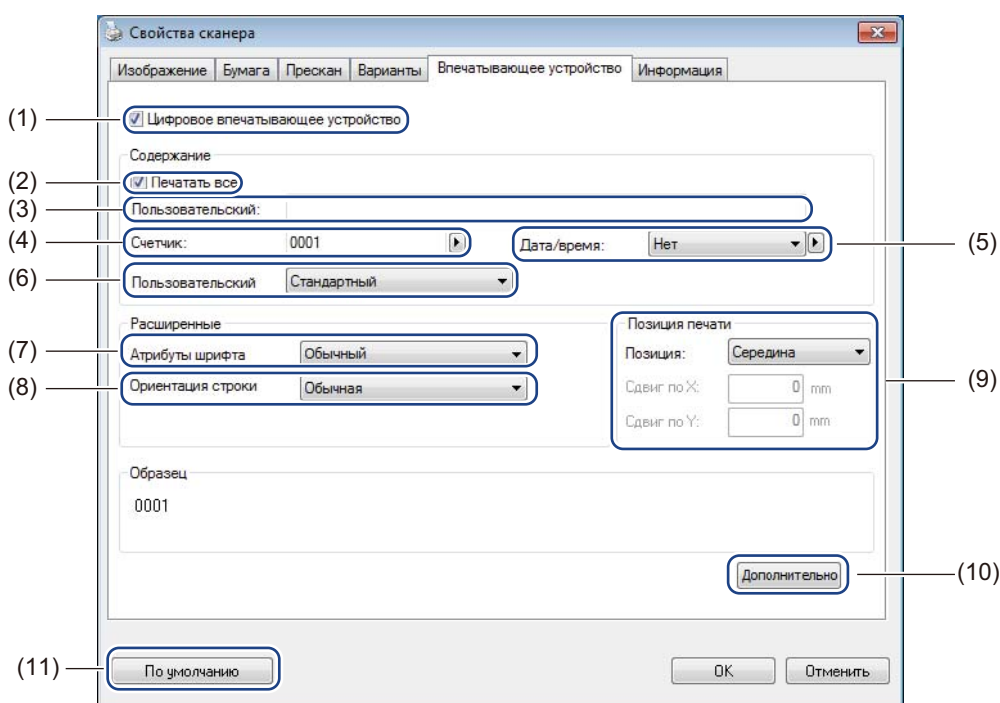 Свойства сканера
Изображение Бумага Прескан Варианты Впечатывающее устройство Информация
(1) Цифровое впечатывающее устройство
Содержание
(2) Печатать все
(3) Пользовательский:
(4) Счетчик: 0001 Дата/время: Нет (5)
(6) Пользовательский Стандартный
Расширенные Позиция печати
(7) Атрибуты шрифта Обычный Позиция: Середина
(8) Ориентация строки Обычная Сдвиг по X: 0 mm (9)
Сдвиг по Y: 0 mm
Образец
0001
Дополнительно (10)
(11) По умолчанию OK Отменить